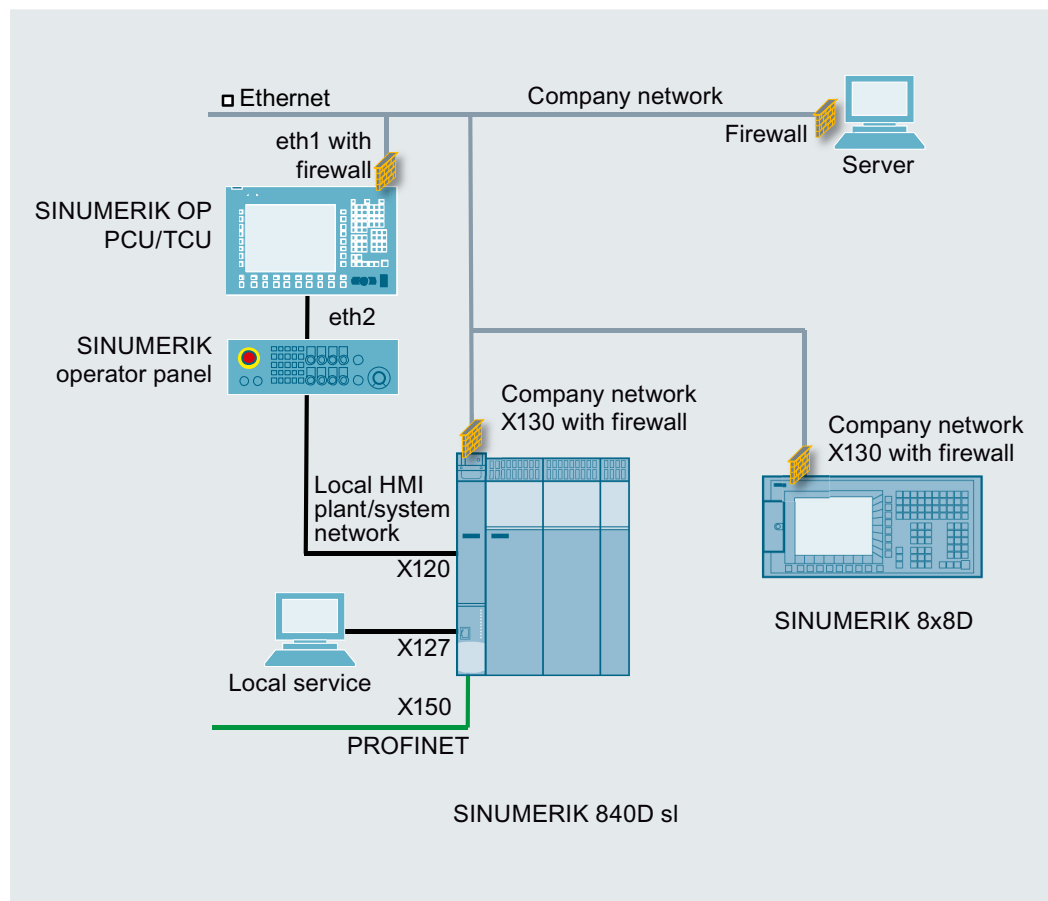 Ethernet
Company network
eth1 with
firewall
Firewall
Server
SINUMERIK OP
PCU/TCU
eth2
SINUMERIK
operator panel
Company network
X130 with firewall
Company network
X130 with firewall
Local HMI
plant/system
network
X120
X127
Local service
X150
PROFINET
SINUMERIK 8x8D
SINUMERIK 840D sl